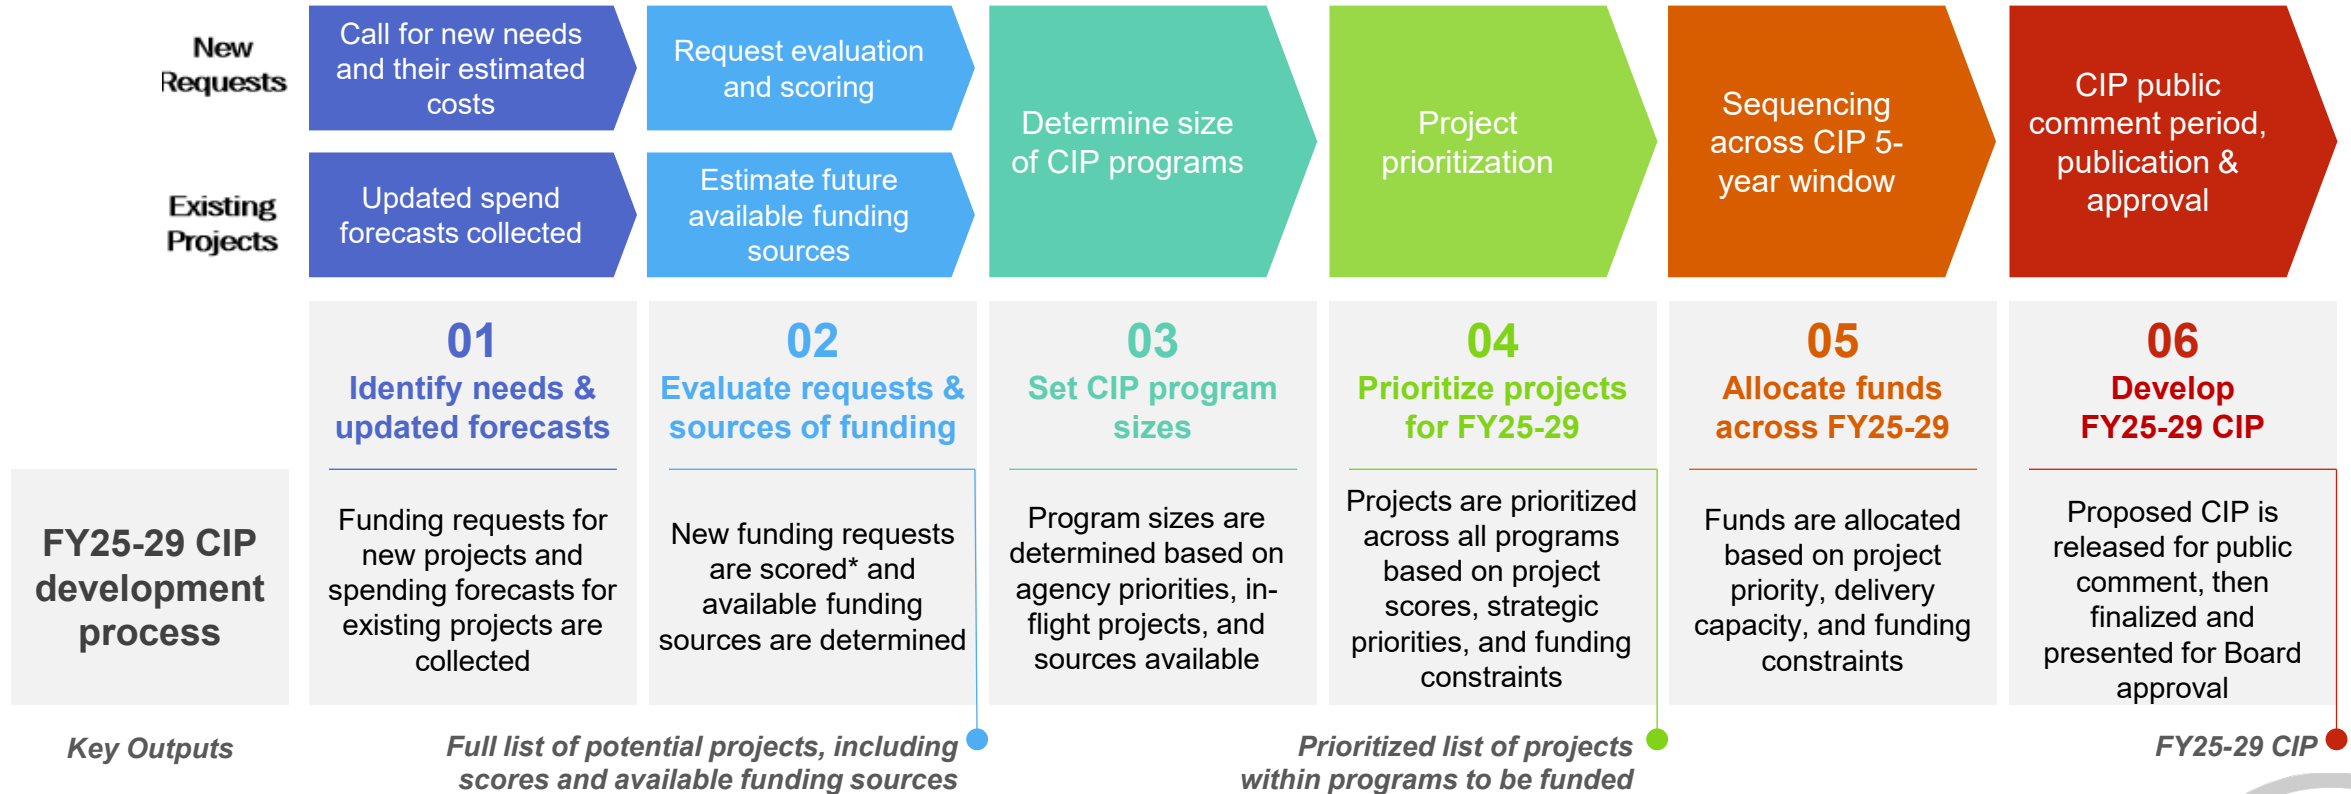 New
Requests
Call for new needs
and their estimated
costs
Request evaluation
and scoring
Existing
Projects
Updated spend
forecasts collected
Estimate future
available funding
sources
Determine size
of CIP programs
Project
prioritization
Sequencing
across CIP 5-
year window
CIP public
comment period,
publication &
approval
01
Identify needs &
updated forecasts
02
Evaluate requests &
sources of funding
03
Set CIP program
sizes
04
Prioritize projects
for FY25-29
05
Allocate funds
across FY25-29
06
Develop
FY25-29 CIP
FY25-29 CIP
development
process
Funding requests for
new projects and
spending forecasts for
existing projects are
collected
New funding requests
are scored* and
available funding
sources are determined
Program sizes are
determined based on
agency priorities, in-
flight projects, and
sources available
Projects are prioritized
across all programs
based on project
scores, strategic
priorities, and funding
constraints
Funds are allocated
based on project
priority, delivery
capacity, and funding
constraints
Proposed CIP is
released for public
comment, then
finalized and
presented for Board
approval
Key Outputs
Full list of potential projects, including
scores and available funding sources
Prioritized list of projects
within programs to be funded
FY25-29 CIP